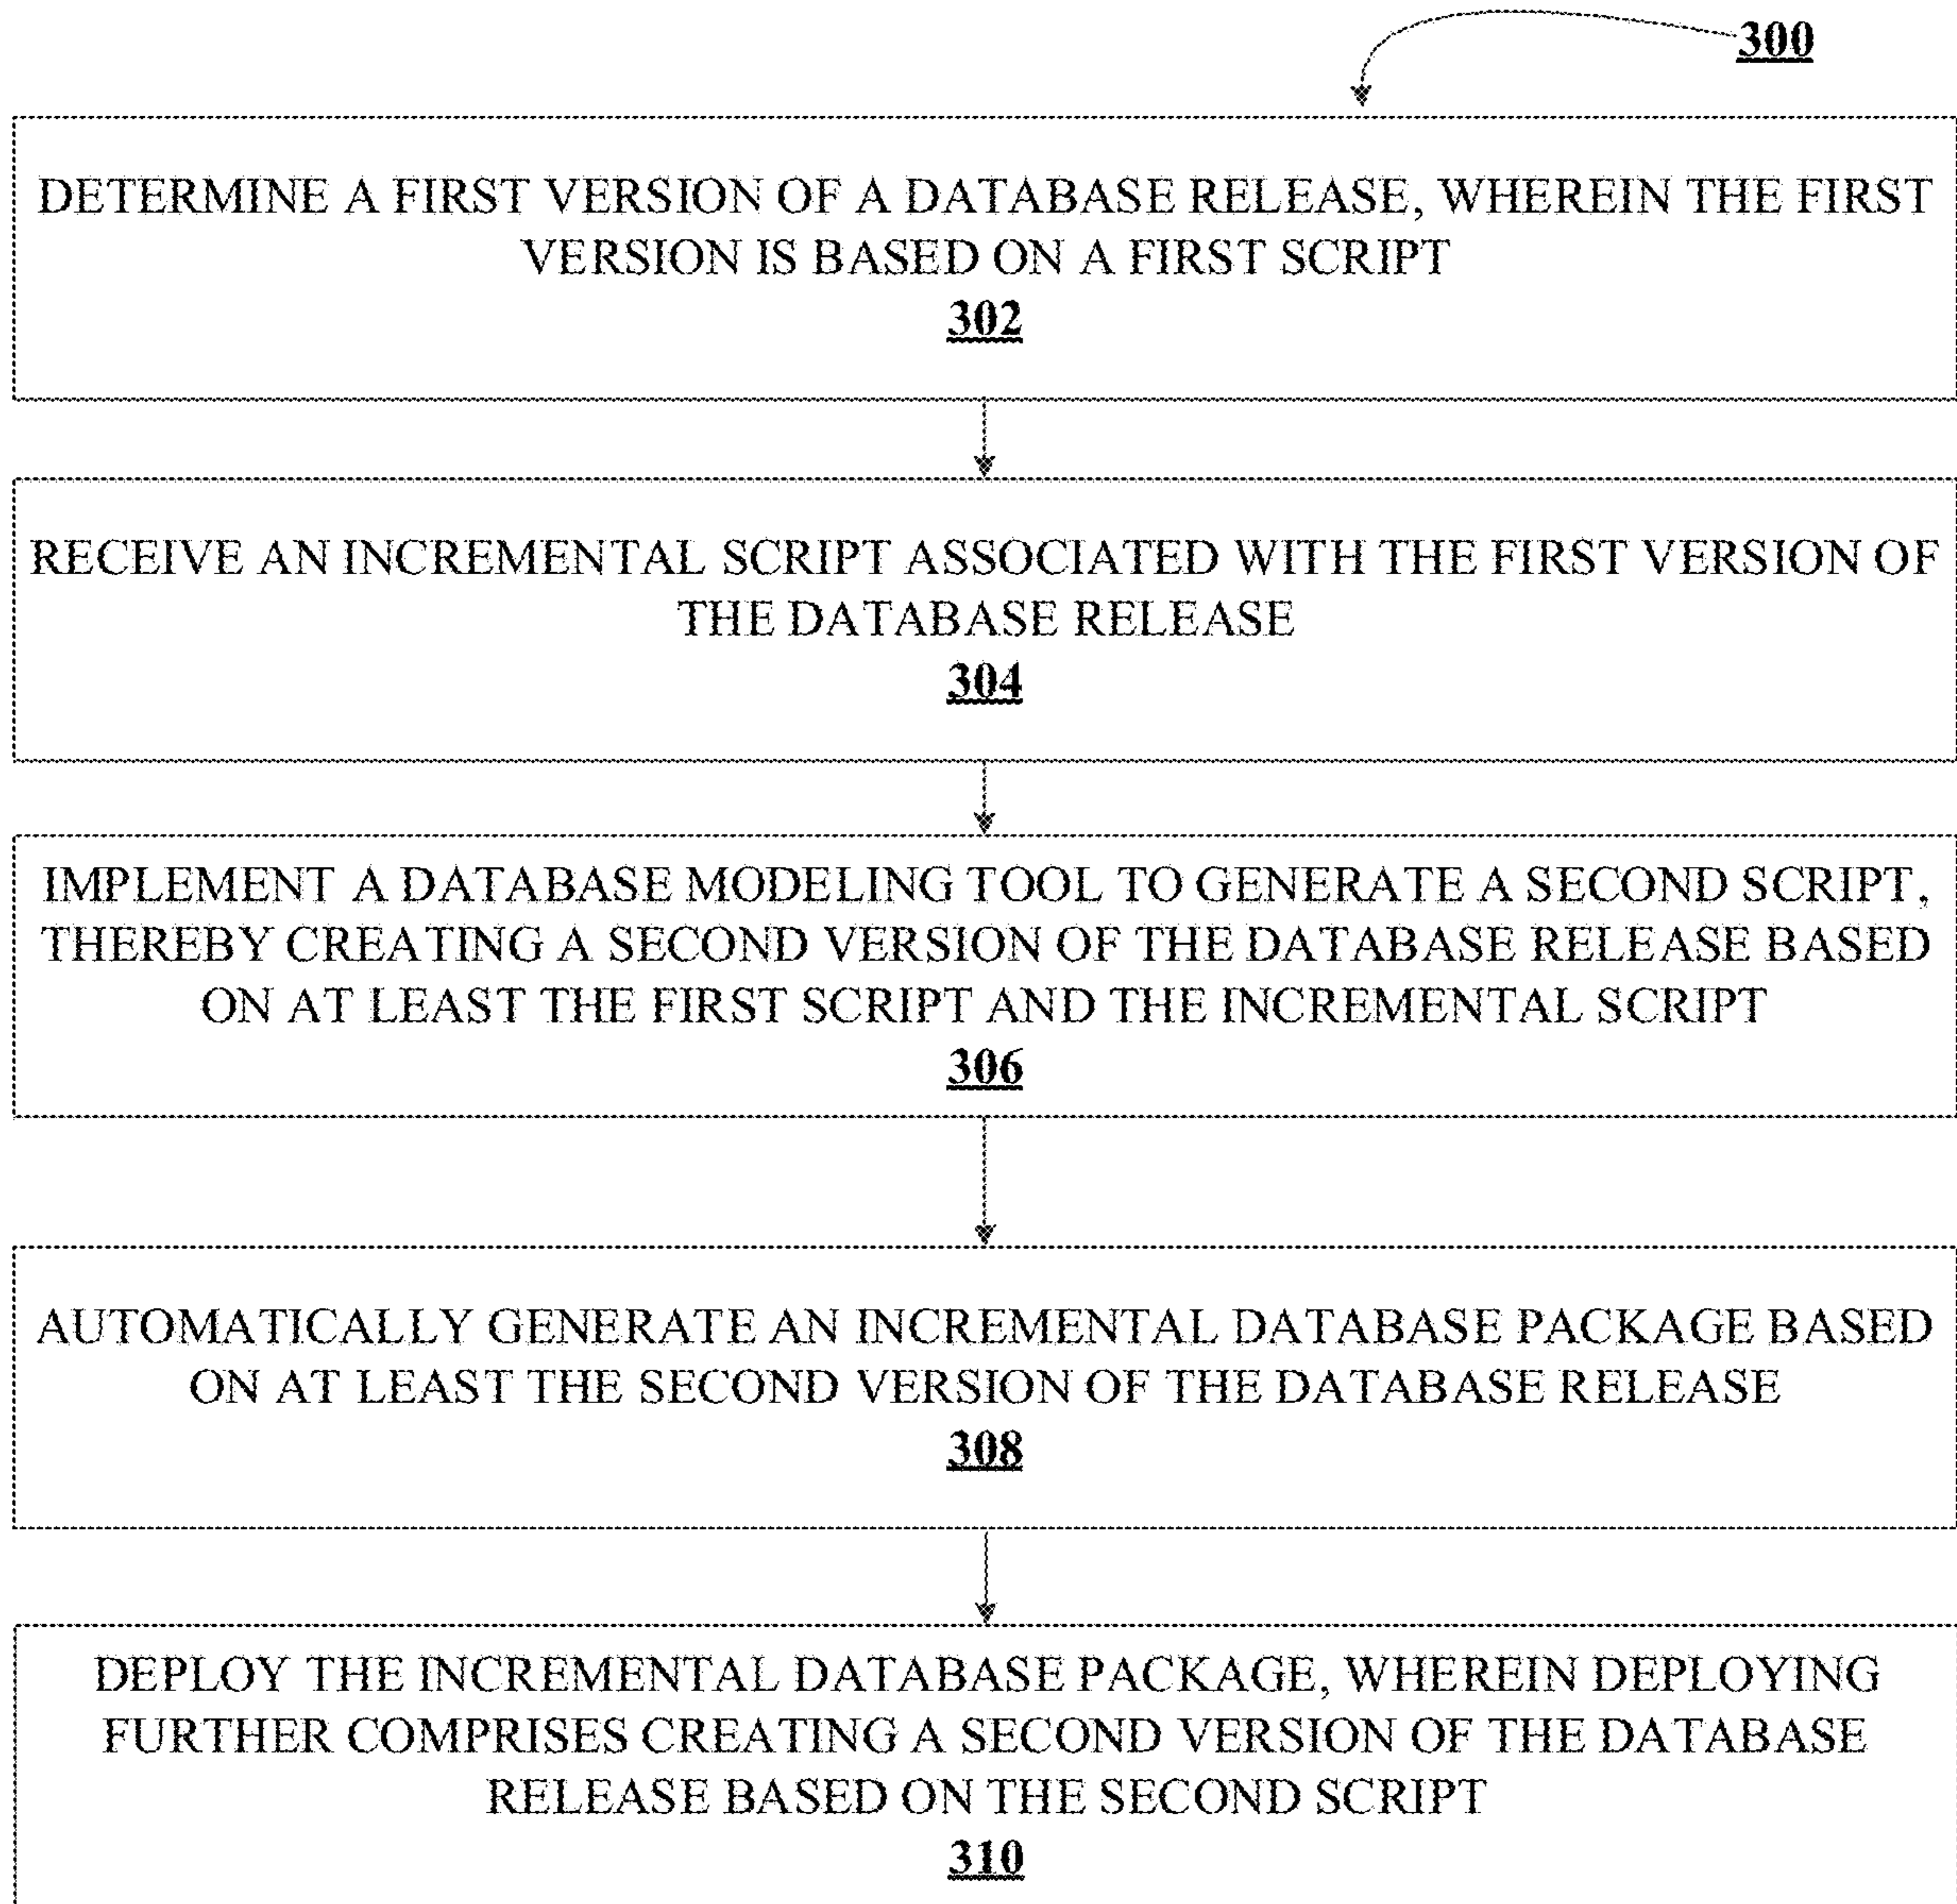 300
DETERMINE A FIRST VERSION OF A DATABASE RELEASE, WHEREIN THE FIRST
VERSION IS BASED ON A FIRST SCRIPT
302
RECEIVE AN INCREMENTAL SCRIPT ASSOCIATED WITH THE FIRST VERSION OF
THE DATABASE RELEASE
304
IMPLEMENT A DATABASE MODELING TOOL TO GENERATE A SECOND SCRIPT,
THEREBY CREATING A SECOND VERSION OF THE DATABASE RELEASE BASED
ON AT LEAST THE FIRST SCRIPT AND THE INCREMENTAL SCRIPT
306
AUTOMATICALLY GENERATE AN INCREMENTAL DATABASE PACKAGE BASED
ON AT LEAST THE SECOND VERSION OF THE DATABASE RELEASE
308
DEPLOY THE INCREMENTAL DATABASE PACKAGE, WHEREIN DEPLOYING
FURTHER COMPRISES CREATING A SECOND VERSION OF THE DATABASE
RELEASE BASED ON THE SECOND SCRIPT
310